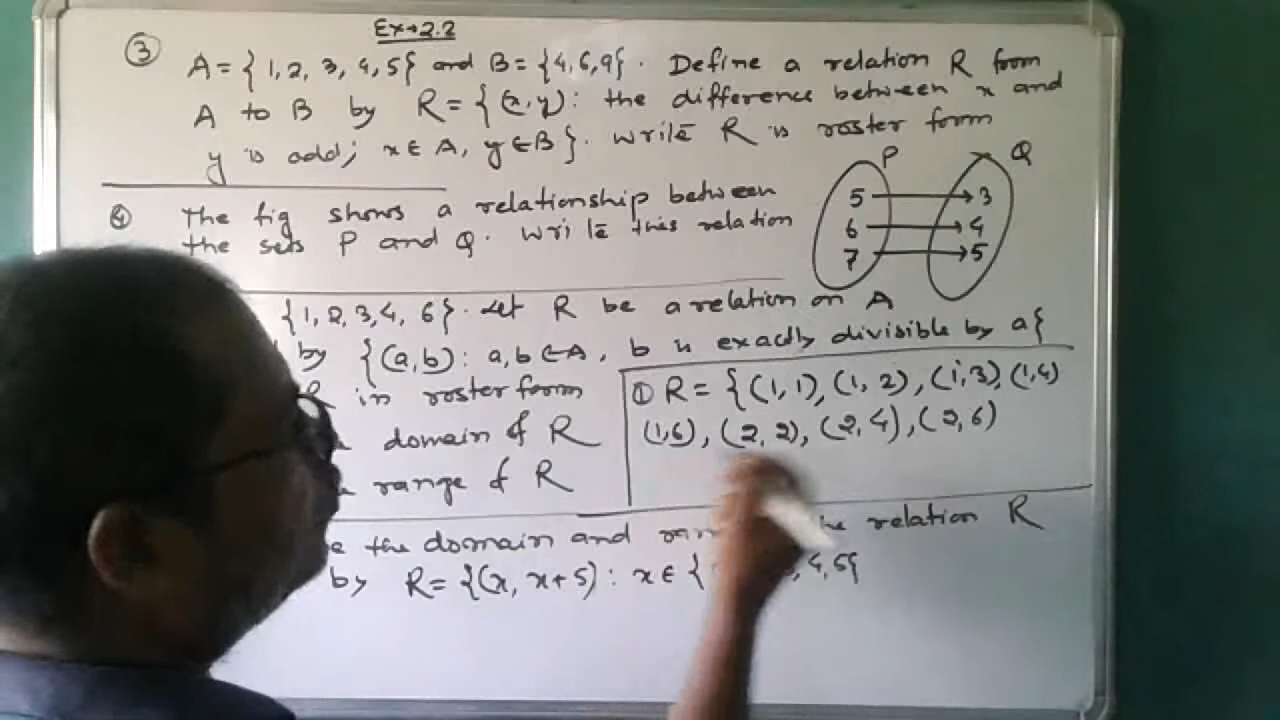 Ex→2.2
③ A = { 1, 2, 3, 4, 5} and B = {4, 6, 9} . Define a relation R from
A to B by R = { (x, y) : the difference between x and
y is odd; x ∈ A, y ∈ B } . Write R is roster form
④ The fig shows a relationship between
the sets P and Q . Write this relation
P Q
5 → 3
6 → 4
7 → 5
{1, 2, 3, 4, 6} . Let R be a relation on A
by {(a, b) : a, b ∈ A , b is exactly divisible by a{
R in roster form
domain of R
range of R
① R = { (1, 1), (1, 2), (1, 3), (1, 4)
(1, 6), (2, 2), (2, 4), (2, 6)
the domain and relation R
by R = {(x, x + 5) : x ∈ { , 4, 5{